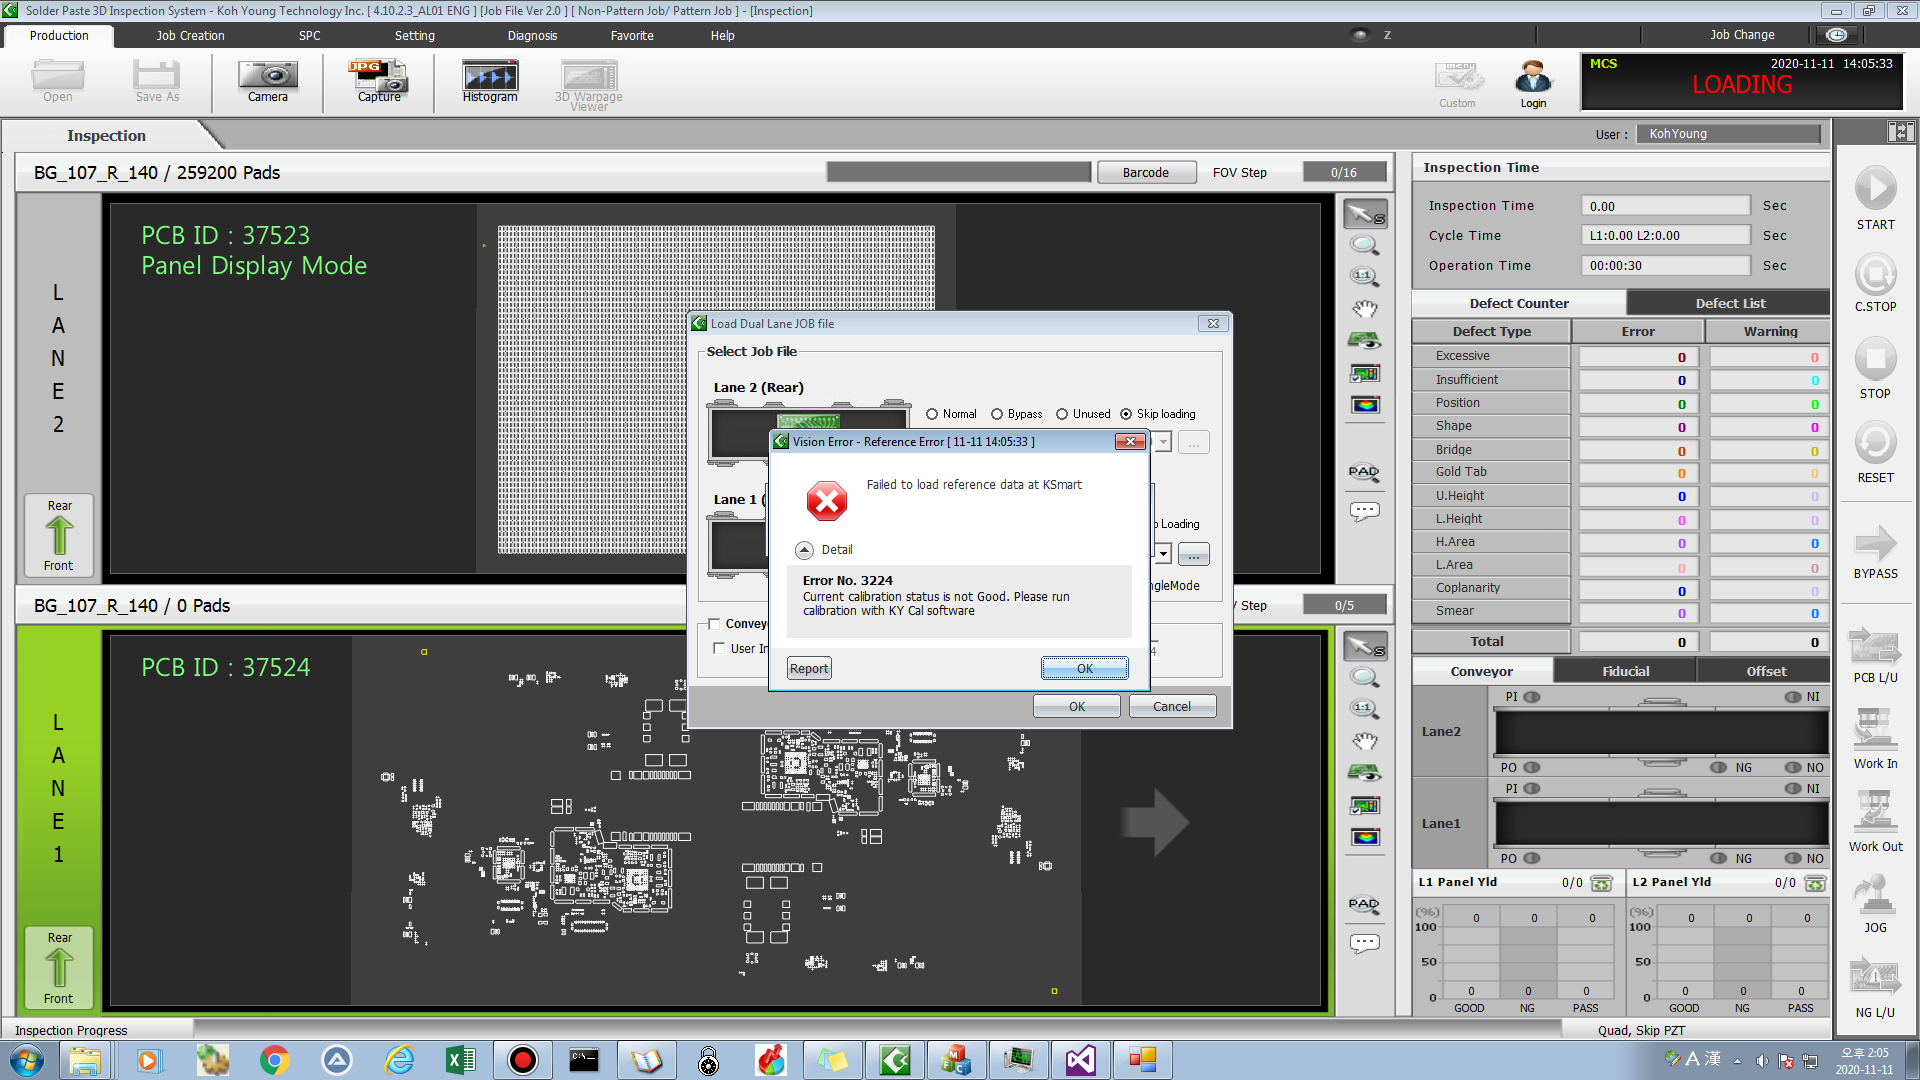 Solder Paste 3D Inspection System - Koh Young Technology Inc. [ 4.10.2.3_AL01 ENG ] [Job File Ver 2.0 ] [ Non-Pattern Job/ Pattern Job ] - [Inspection]
Production Job Creation SPC Setting Diagnosis Favorite Help Z Job Change
Open Save As Camera JPG Capture Histogram 3D Warpage Viewer Custom Login
MCS 2020-11-11 14:05:33
LOADING
Inspection
User : KohYoung
BG_107_R_140 / 259200 Pads Barcode FOV Step 0/16
PCB ID : 37523
Panel Display Mode
LANE2
Rear
Front
S
1:1
PAD
Load Dual Lane JOB file
Select Job File
Lane 2 (Rear)
Normal Bypass Unused Skip loading
...
Vision Error - Reference Error [ 11-11 14:05:33 ]
Failed to load reference data at KSmart
Detail
Error No. 3224
Current calibration status is not Good. Please run
calibration with KY Cal software
Report OK
Lane 1 (
Loading
...
ngleMode
Convey
User In
4
OK Cancel
BG_107_R_140 / 0 Pads Step 0/5
PCB ID : 37524
LANE1
Rear
Front
S
1:1
PAD
Inspection Time
Inspection Time 0.00 Sec
Cycle Time L1:0.00 L2:0.00 Sec
Operation Time 00:00:30 Sec
Defect Counter Defect List
Defect Type Error Warning
Excessive 0 0
Insufficient 0 0
Position 0 0
Shape 0 0
Bridge 0 0
Gold Tab 0 0
U.Height 0 0
L.Height 0 0
H.Area 0 0
L.Area 0 0
Coplanarity 0 0
Smear 0 0
Total 0 0
Conveyor Fiducial Offset
PI NI
Lane2
PO NG NO
PI NI
Lane1
PO NG NO
L1 Panel Yld 0/0 L2 Panel Yld 0/0
(%) 0 0 0 (%) 0 0 0
100 100
50 50
0 0 0 0 0 0 0 0
GOOD NG PASS GOOD NG PASS
START
C.STOP
STOP
RESET
BYPASS
PCB L/U
Work In
Work Out
JOG
NG L/U
Inspection Progress Quad, Skip PZT
A 漢 오후 2:05
2020-11-11